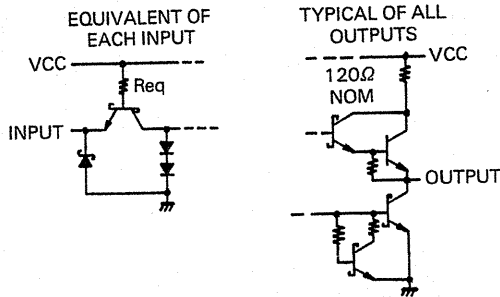 EQUIVALENT OF
EACH INPUT
VCC
Req
INPUT
TYPICAL OF ALL
OUTPUTS
VCC
120Ω
NOM
OUTPUT